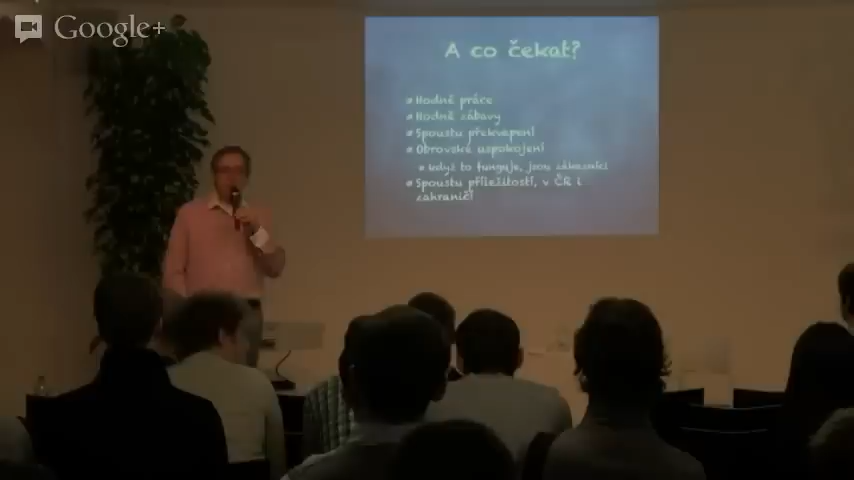 Google+
A co čekat?
Hodně práce
Hodně zábavy
Spoustu překvapení
Obrovské uspokojení
když to funguje, jsou zákazníci
Spoustu příležitostí, v ČR i
zahraničí